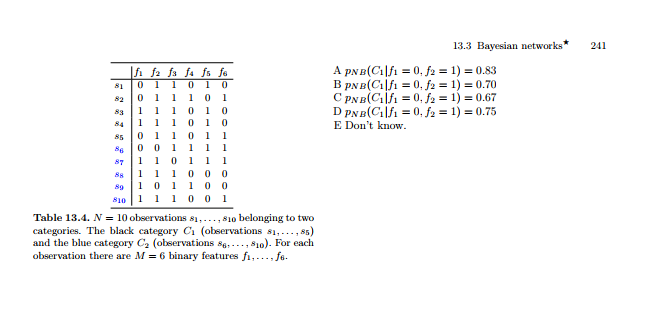 13.3 Bayesian networks★ 241
f₁ f₂ f₃ f₄ f₅ f₆
s₁ 0 1 1 0 1 0
s₂ 0 1 1 1 0 1
s₃ 1 1 1 0 1 0
s₄ 1 1 1 0 1 0
s₅ 0 1 1 0 1 1
s₆ 0 0 1 1 1 1
s₇ 1 1 0 1 1 1
s₈ 1 1 1 0 0 0
s₉ 1 0 1 1 0 0
s₁₀ 1 1 1 0 0 1
Table 13.4. N = 10 observations s₁, . . . , s₁₀ belonging to two
categories. The black category C₁ (observations s₁, . . . , s₅)
and the blue category C₂ (observations s₆, . . . , s₁₀). For each
observation there are M = 6 binary features f₁, . . . , f₆.
A p_NB(C₁|f₁ = 0, f₂ = 1) = 0.83
B p_NB(C₁|f₁ = 0, f₂ = 1) = 0.70
C p_NB(C₁|f₁ = 0, f₂ = 1) = 0.67
D p_NB(C₁|f₁ = 0, f₂ = 1) = 0.75
E Don't know.